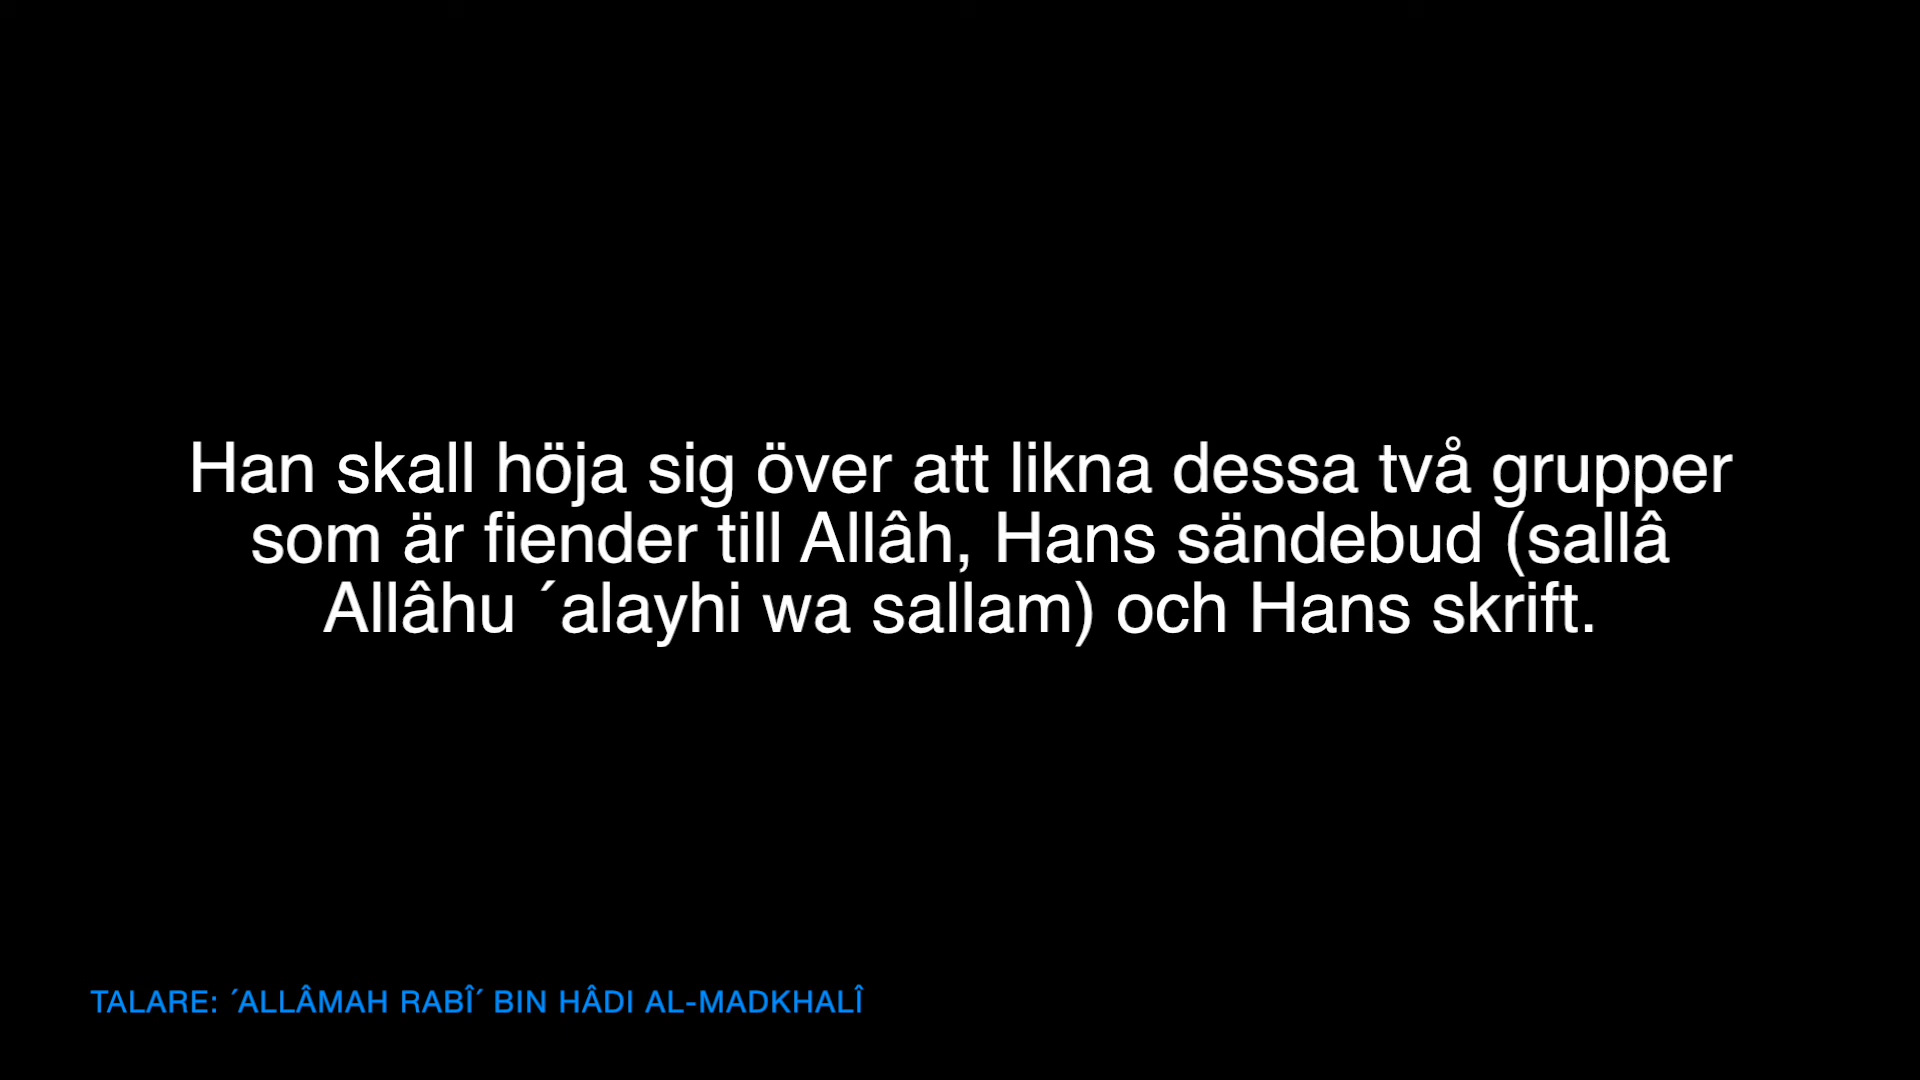 Han skall höja sig över att likna dessa två grupper
som är fiender till Allâh, Hans sändebud (sallâ
Allâhu ´alayhi wa sallam) och Hans skrift.
TALARE: ´ALLÂMAH RABÎ´ BIN HÂDI AL-MADKHALÎ